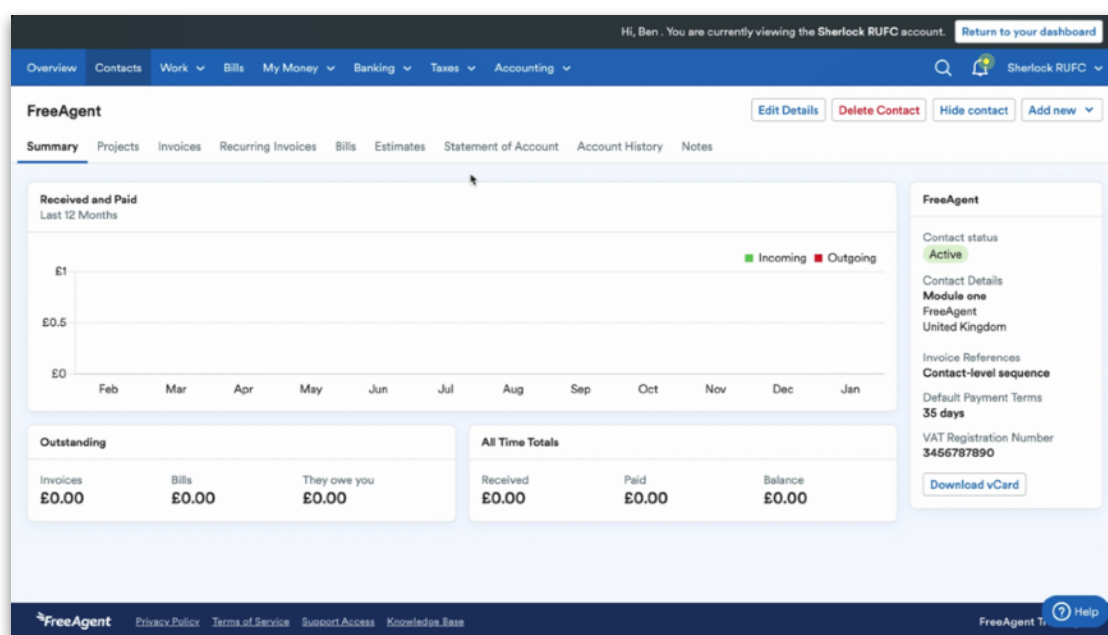 Hi, Ben . You are currently viewing the Sherlock RUFC account. Return to your dashboard
Overview Contacts Work Bills My Money Banking Taxes Accounting Sherlock RUFC
FreeAgent Edit Details Delete Contact Hide contact Add new
Summary Projects Invoices Recurring Invoices Bills Estimates Statement of Account Account History Notes
Received and Paid
Last 12 Months
Incoming Outgoing
£1
£0.5
£0
Feb Mar Apr May Jun Jul Aug Sep Oct Nov Dec Jan
Outstanding
Invoices Bills They owe you
£0.00 £0.00 £0.00
All Time Totals
Received Paid Balance
£0.00 £0.00 £0.00
FreeAgent
Contact status
Active
Contact Details
Module one
FreeAgent
United Kingdom
Invoice References
Contact-level sequence
Default Payment Terms
35 days
VAT Registration Number
3456787890
Download vCard
FreeAgent Privacy Policy Terms of Service Support Access Knowledge Base FreeAgent
Help